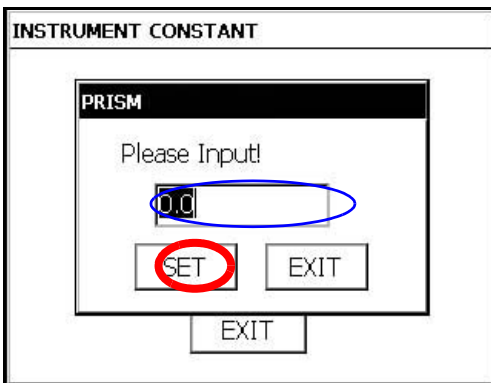 INSTRUMENT CONSTANT
PRISM
Please Input!
0.0
SET EXIT
EXIT